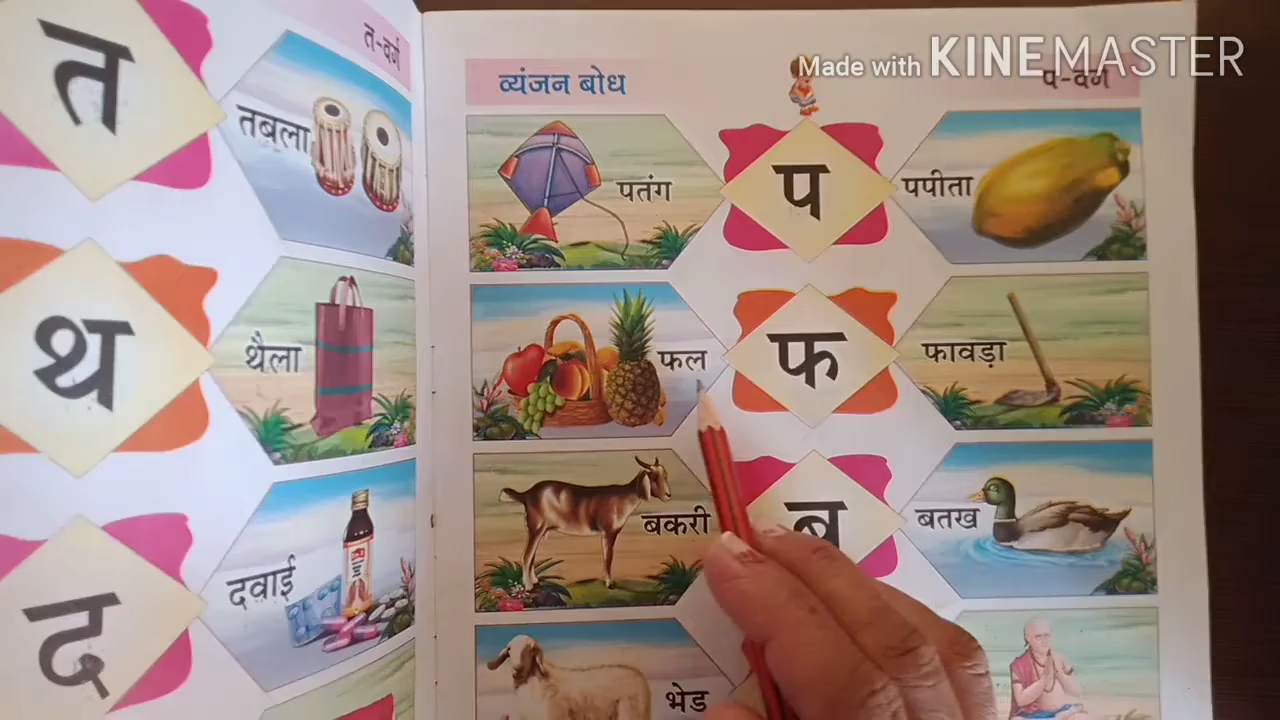 त-वर्ग
त
तबला
थ
थैला
द
दवाई
Made with KINEMASTER
व्यंजन बोध
प-वर्ग
पतंग
प
पपीता
फल
फ
फावड़ा
बकरी
ब
बतख
भेड